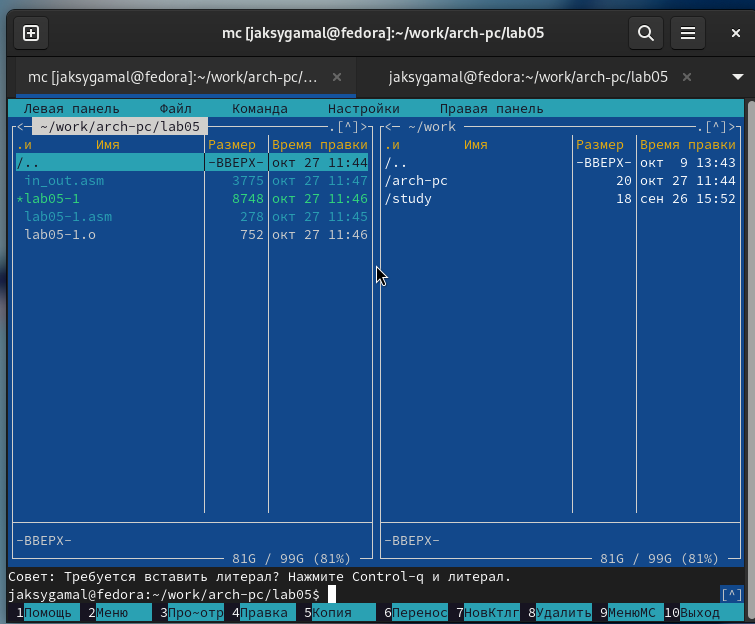 mc [jaksygamal@fedora]:~/work/arch-pc/lab05
mc [jaksygamal@fedora]:~/work/arch-pc/... × jaksygamal@fedora:~/work/arch-pc/lab05 ×
Левая панель Файл Команда Настройки Правая панель
<─ ~/work/arch-pc/lab05 ─.[^]> <─ ~/work ─.[^]>
.и Имя Размер Время правки .и Имя Размер Время правки
/.. -ВВЕРХ- окт 27 11:44 /.. -ВВЕРХ- окт 9 13:43
in_out.asm 3775 окт 27 11:47 /arch-pc 20 окт 27 11:44
*lab05-1 8748 окт 27 11:46 /study 18 сен 26 15:52
lab05-1.asm 278 окт 27 11:45
lab05-1.o 752 окт 27 11:46
-ВВЕРХ- -ВВЕРХ-
81G / 99G (81%) 81G / 99G (81%)
Совет: Требуется вставить литерал? Нажмите Control-q и литерал.
jaksygamal@fedora:~/work/arch-pc/lab05$ [^]
1Помощь 2Меню 3Про~отр 4Правка 5Копия 6Перенос 7НовКтлг 8Удалить 9МенюМС 10Выход